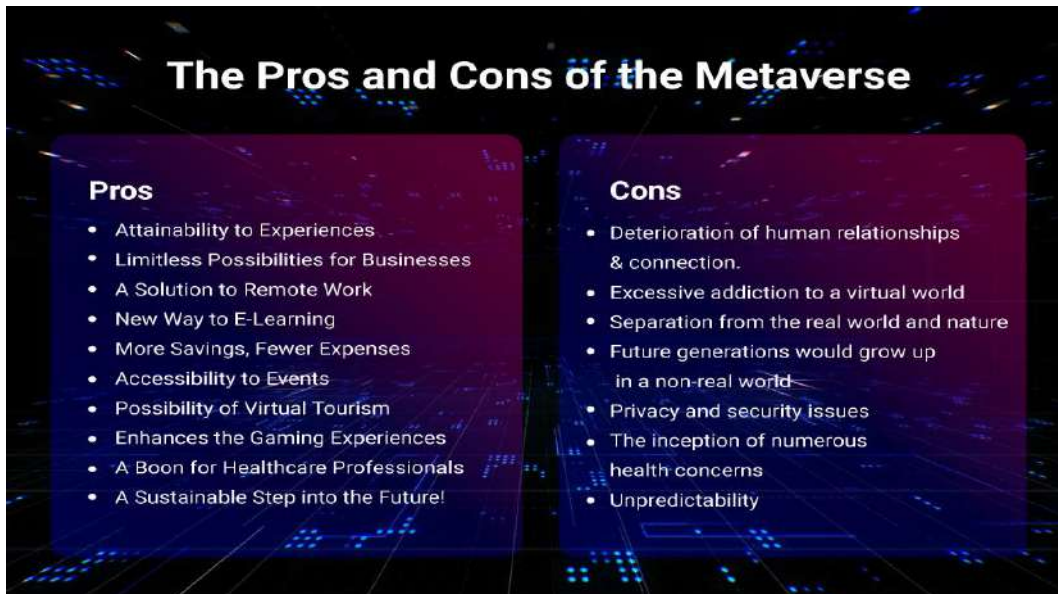 The Pros and Cons of the Metaverse
Pros
• Attainability to Experiences
• Limitless Possibilities for Businesses
• A Solution to Remote Work
• New Way to E-Learning
• More Savings, Fewer Expenses
• Accessibility to Events
• Possibility of Virtual Tourism
• Enhances the Gaming Experiences
• A Boon for Healthcare Professionals
• A Sustainable Step into the Future!
Cons
• Deterioration of human relationships
& connection.
• Excessive addiction to a virtual world
• Separation from the real world and nature
• Future generations would grow up
in a non-real world
• Privacy and security issues
• The inception of numerous
health concerns
• Unpredictability